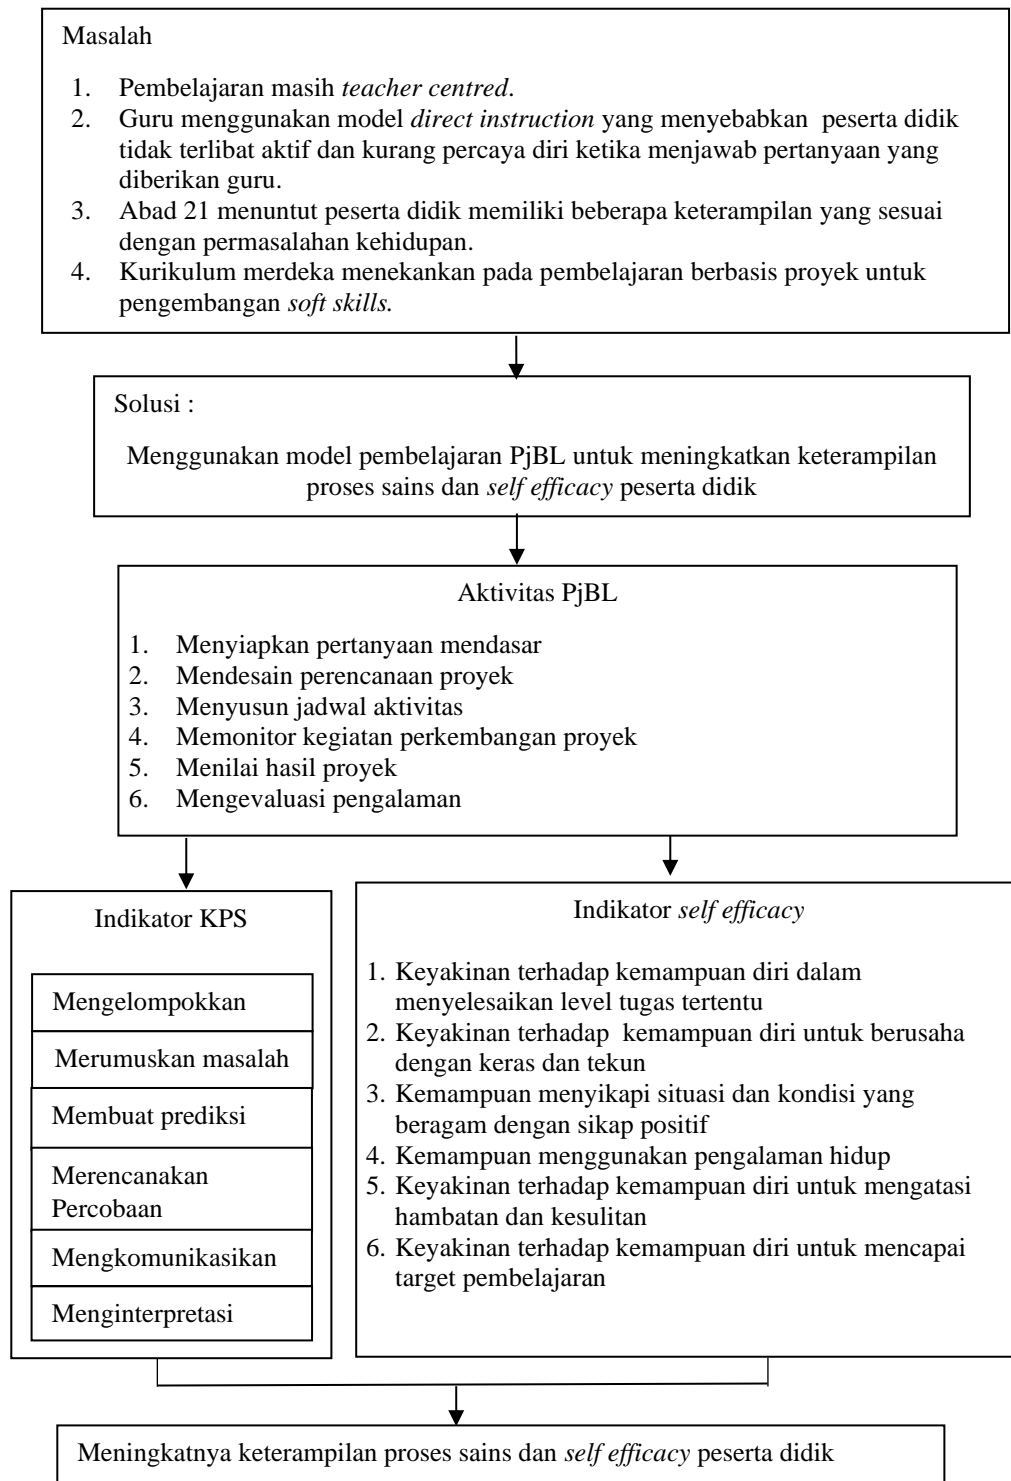 Masalah
1. Pembelajaran masih teacher centred.
2. Guru menggunakan model direct instruction yang menyebabkan peserta didik
tidak terlibat aktif dan kurang percaya diri ketika menjawab pertanyaan yang
diberikan guru.
3. Abad 21 menuntut peserta didik memiliki beberapa keterampilan yang sesuai
dengan permasalahan kehidupan.
4. Kurikulum merdeka menekankan pada pembelajaran berbasis proyek untuk
pengembangan soft skills.
Solusi :
Menggunakan model pembelajaran PjBL untuk meningkatkan keterampilan
proses sains dan self efficacy peserta didik
Aktivitas PjBL
1. Menyiapkan pertanyaan mendasar
2. Mendesain perencanaan proyek
3. Menyusun jadwal aktivitas
4. Memonitor kegiatan perkembangan proyek
5. Menilai hasil proyek
6. Mengevaluasi pengalaman
Indikator KPS
Mengelompokkan
Merumuskan masalah
Membuat prediksi
Merencanakan
Percobaan
Mengkomunikasikan
Menginterpretasi
Indikator self efficacy
1. Keyakinan terhadap kemampuan diri dalam
menyelesaikan level tugas tertentu
2. Keyakinan terhadap kemampuan diri untuk berusaha
dengan keras dan tekun
3. Kemampuan menyikapi situasi dan kondisi yang
beragam dengan sikap positif
4. Kemampuan menggunakan pengalaman hidup
5. Keyakinan terhadap kemampuan diri untuk mengatasi
hambatan dan kesulitan
6. Keyakinan terhadap kemampuan diri untuk mencapai
target pembelajaran
Meningkatnya keterampilan proses sains dan self efficacy peserta didik